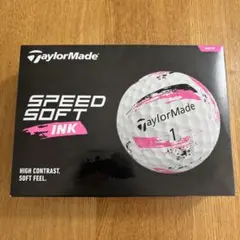 TaylorMade
SPEED
SOFT
INK
TaylorMade
1
HIGH CONTRAST.
SOFT FEEL.